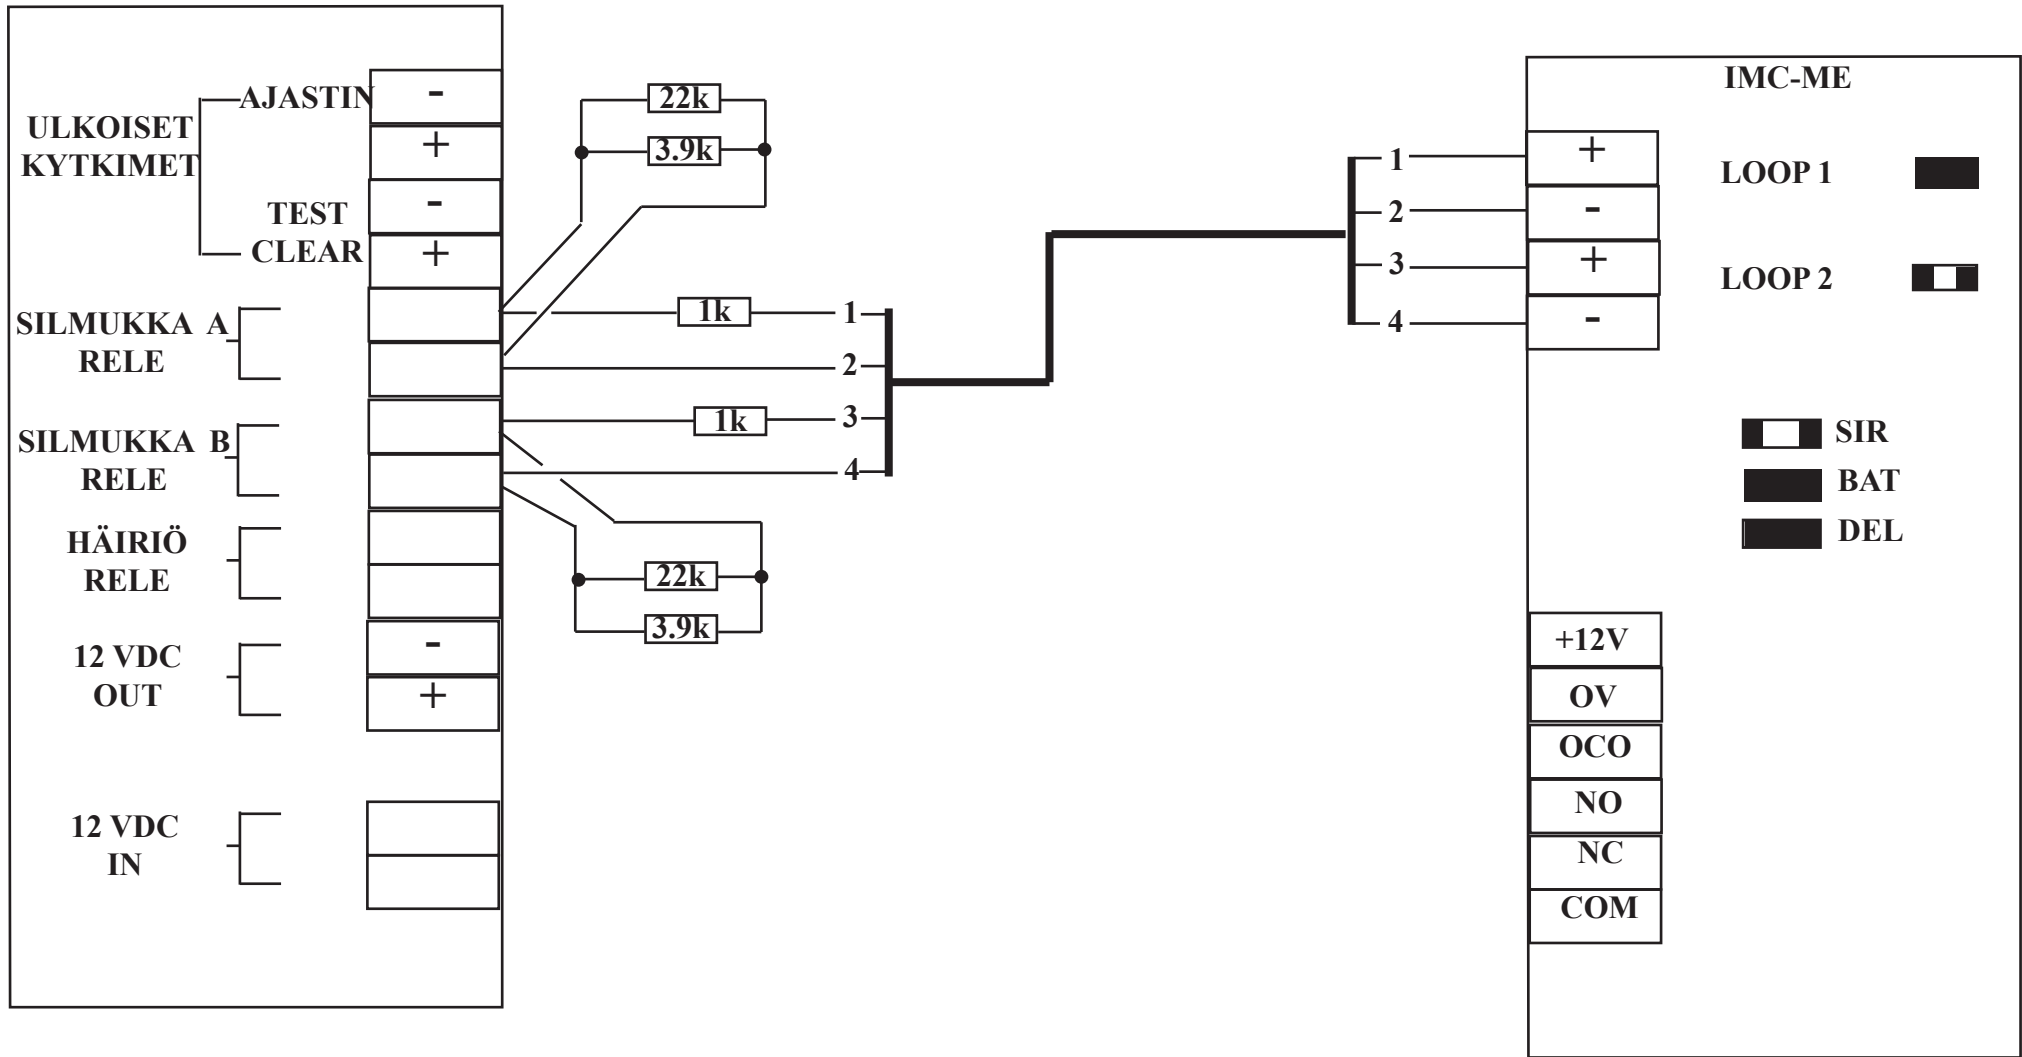 AJASTIN
-
ULKOISET
KYTKIMET
+
TEST
CLEAR
-
+
SILMUKKA A
RELE
SILMUKKA B
RELE
HÄIRIÖ
RELE
12 VDC
OUT
-
+
12 VDC
IN
22k
3.9k
1k
1
2
1k
3
4
22k
3.9k
IMC-ME
1
+
LOOP 1
2
-
3
+
LOOP 2
4
-
SIR
BAT
DEL
+12V
OV
OCO
NO
NC
COM